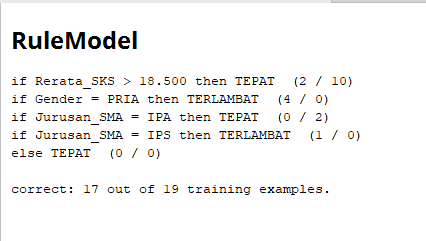 RuleModel
if Rerata_SKS > 18.500 then TEPAT  (2 / 10)
if Gender = PRIA then TERLAMBAT  (4 / 0)
if Jurusan_SMA = IPA then TEPAT  (0 / 2)
if Jurusan_SMA = IPS then TERLAMBAT  (1 / 0)
else TEPAT  (0 / 0)
correct: 17 out of 19 training examples.